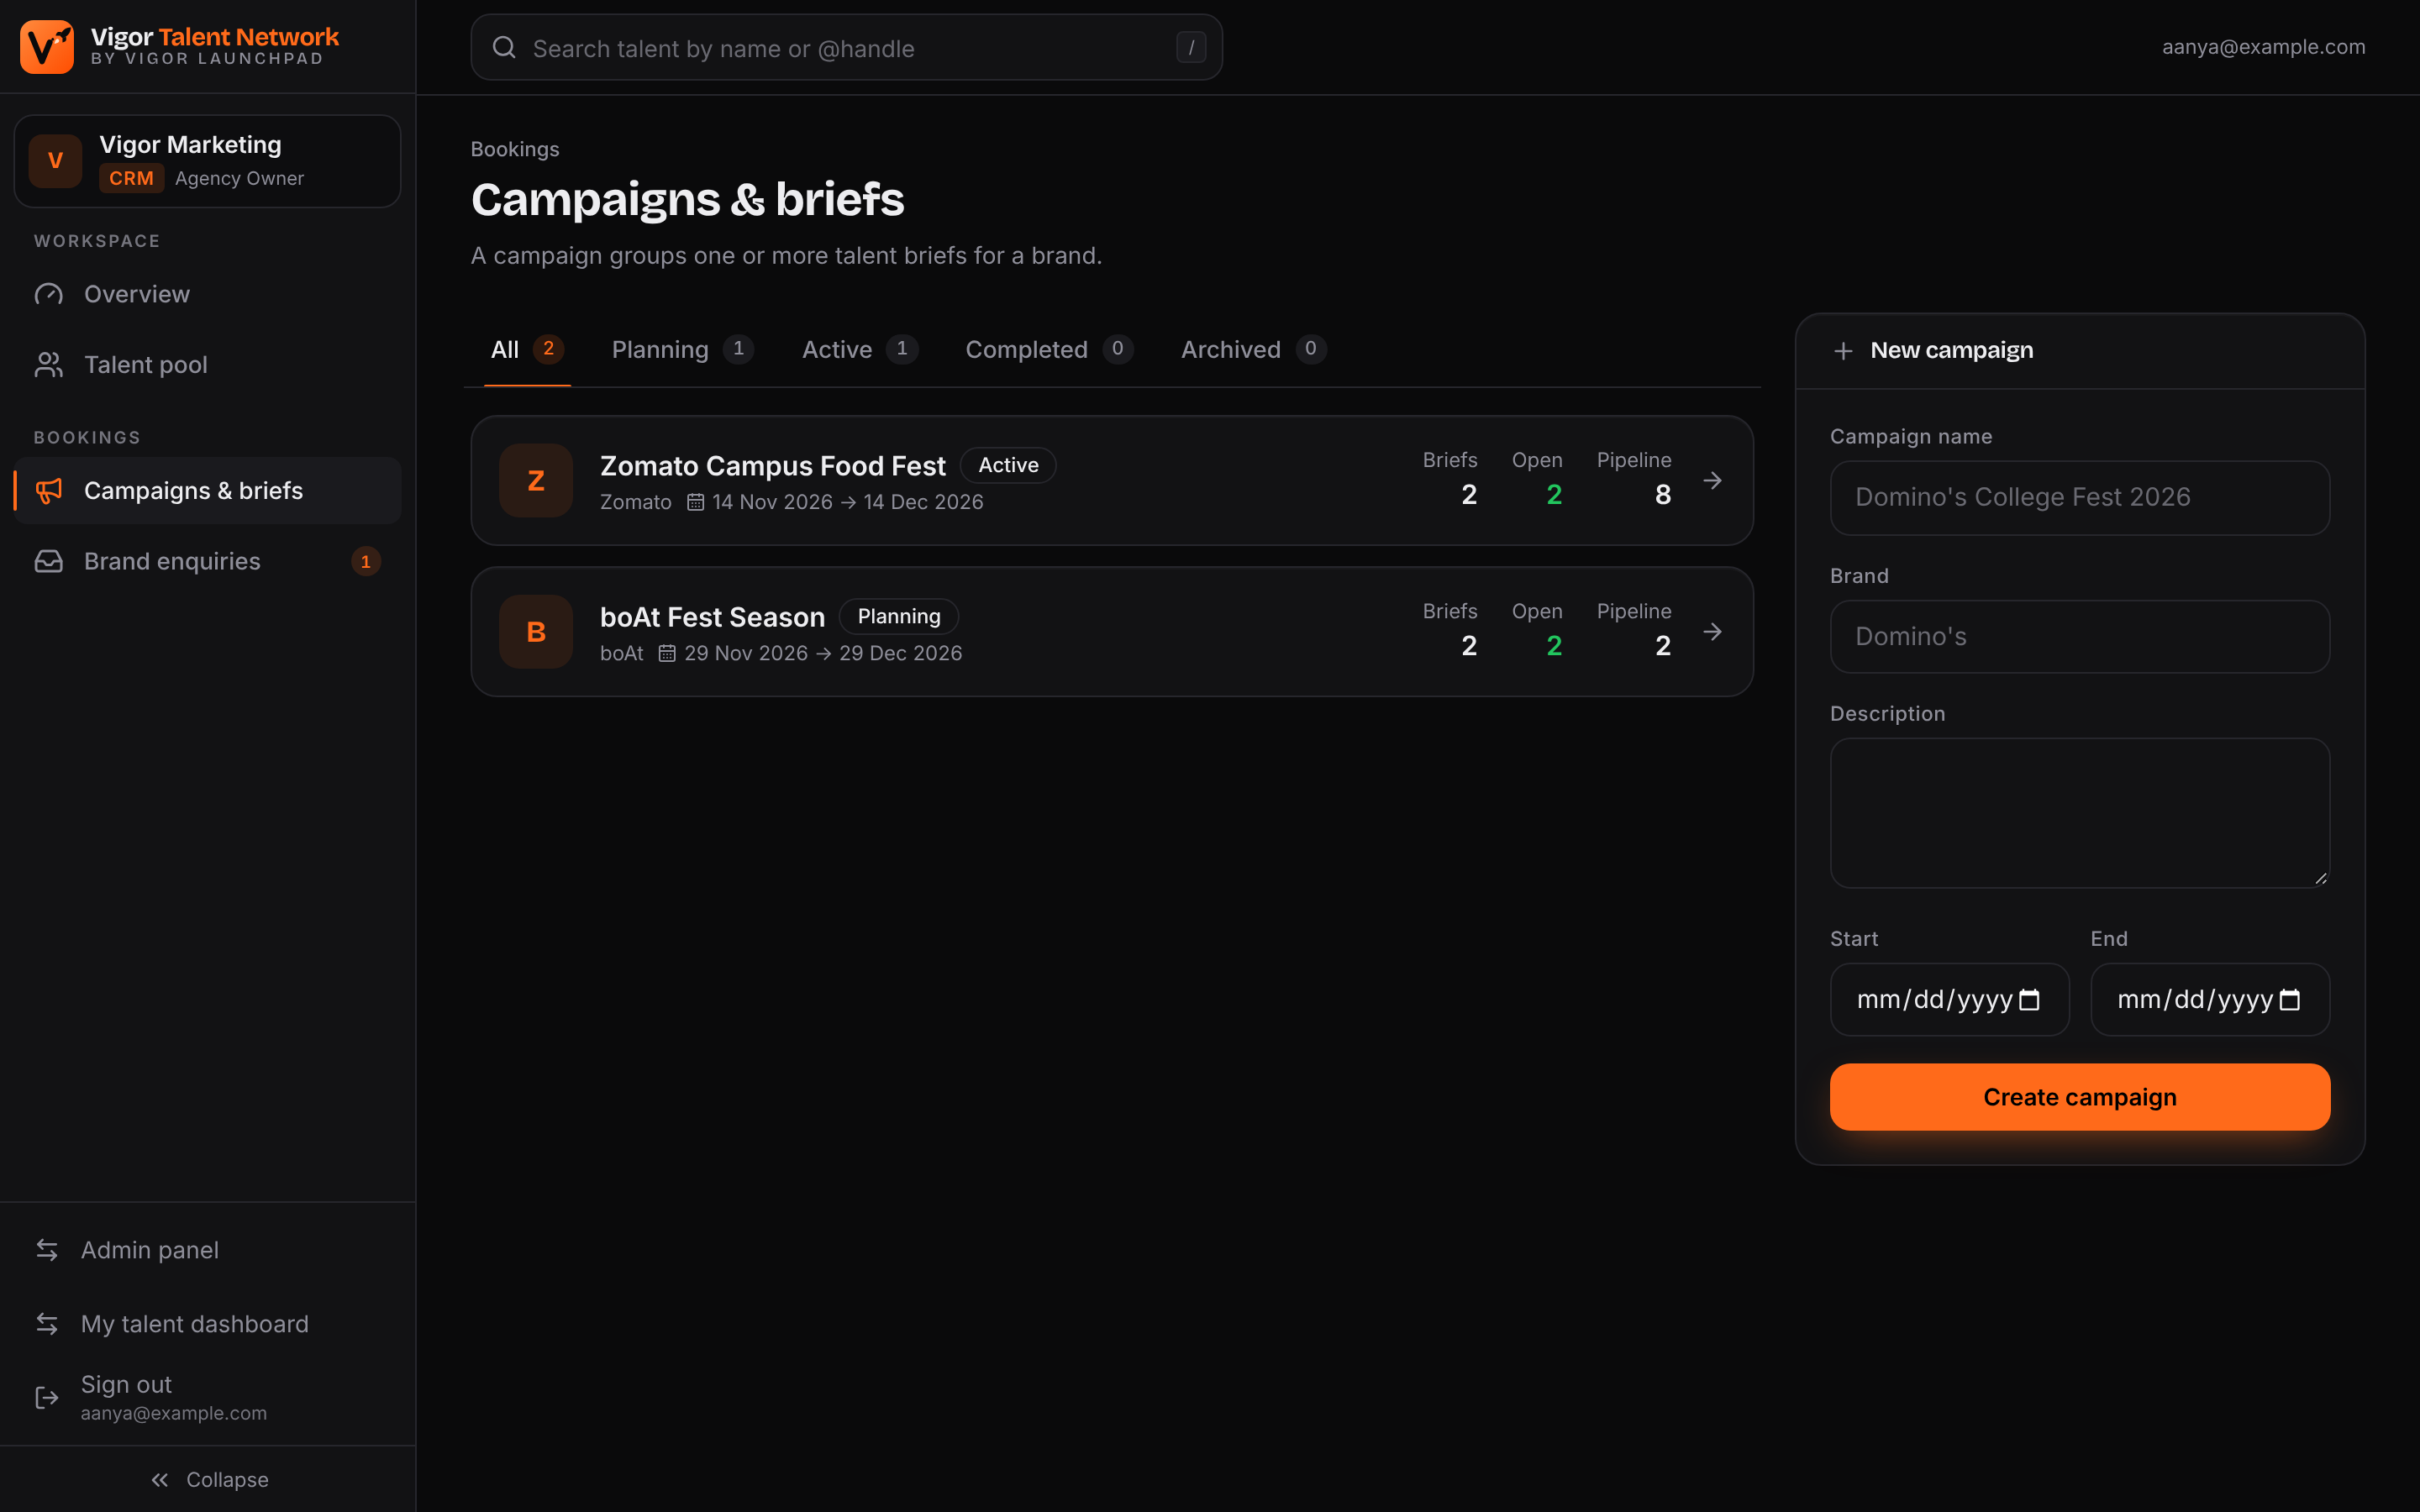 Vigor Talent Network
BY VIGOR LAUNCHPAD
Search talent by name or @handle
/
aanya@example.com
V
Vigor Marketing
CRM Agency Owner
WORKSPACE
Overview
Talent pool
BOOKINGS
Campaigns & briefs
Brand enquiries 1
Admin panel
My talent dashboard
Sign out
aanya@example.com
Collapse
Bookings
Campaigns & briefs
A campaign groups one or more talent briefs for a brand.
All 2 Planning 1 Active 1 Completed 0 Archived 0
Z
Zomato Campus Food Fest Active
Zomato 14 Nov 2026 → 14 Dec 2026
Briefs Open Pipeline
2 2 8
B
boAt Fest Season Planning
boAt 29 Nov 2026 → 29 Dec 2026
Briefs Open Pipeline
2 2 2
New campaign
Campaign name
Domino's College Fest 2026
Brand
Domino's
Description
Start End
mm/dd/yyyy mm/dd/yyyy
Create campaign